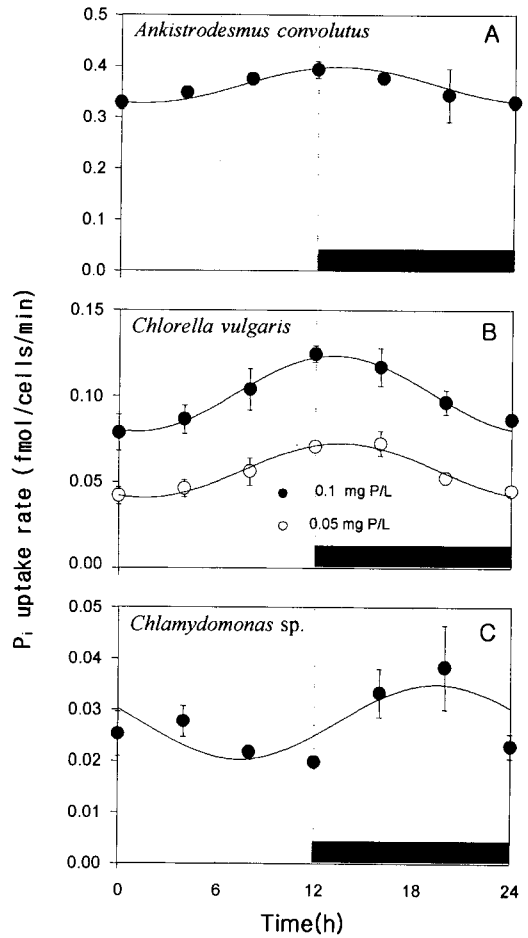 Ankistrodesmus convolutus
A
0.5
0.4
0.3
0.2
0.1
0.0
Chlorella vulgaris
B
0.15
0.10
0.05
0.00
0.1 mg P/L
0.05 mg P/L
Chlamydomonas sp.
C
0.05
0.04
0.03
0.02
0.01
0.00
0
6
12
18
24
Time(h)
Pi uptake rate (fmol/cells/min)